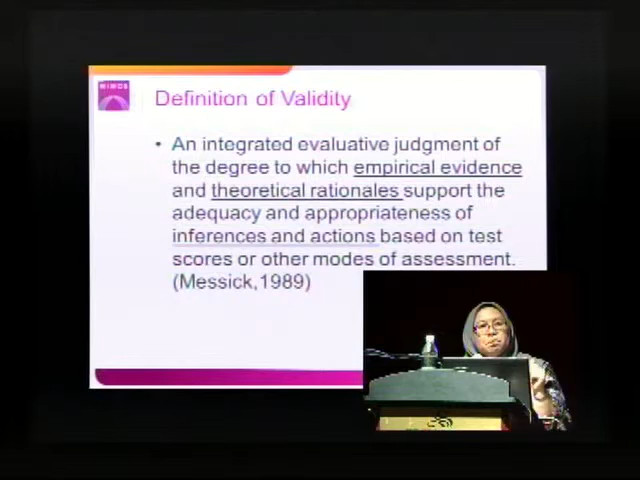 MIMOS
Definition of Validity
• An integrated evaluative judgment of
the degree to which empirical evidence
and theoretical rationales support the
adequacy and appropriateness of
inferences and actions based on test
scores or other modes of assessment.
(Messick,1989)